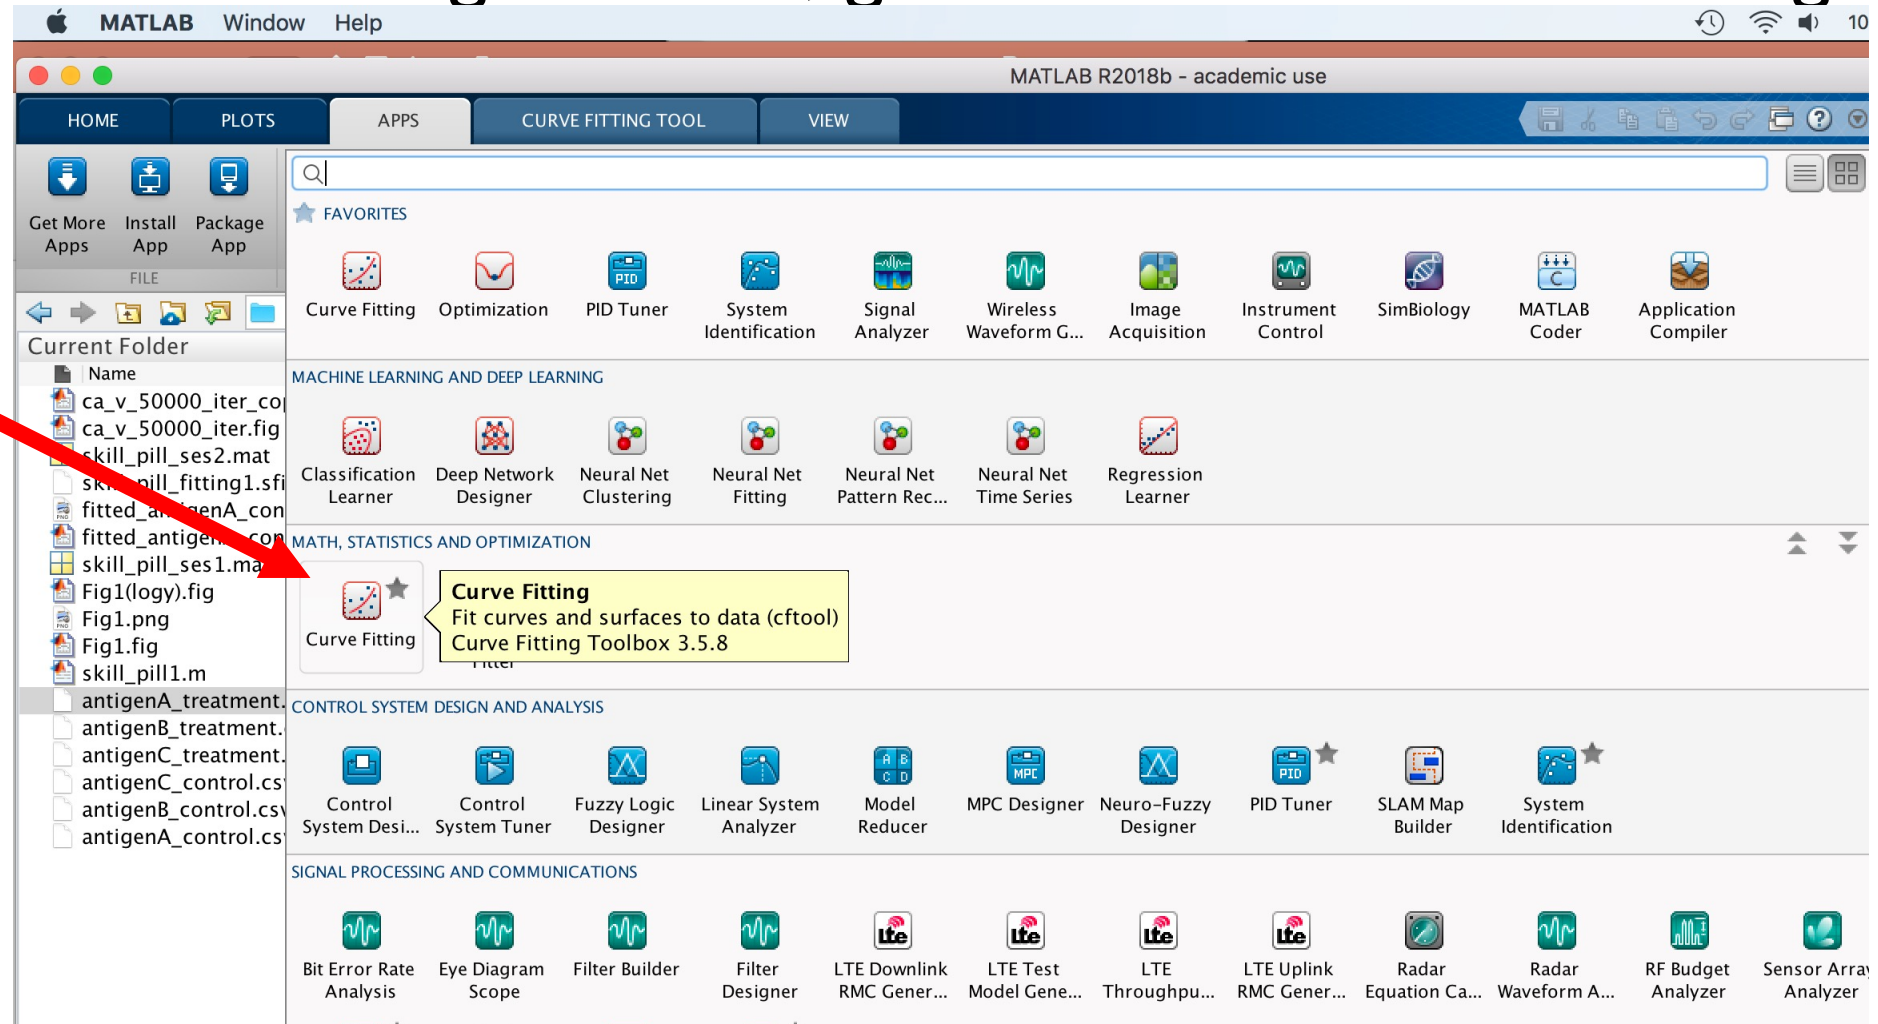 MATLAB Window Help 10
MATLAB R2018b - academic use
HOME PLOTS APPS CURVE FITTING TOOL VIEW
Get More Apps
Install App
Package App
FILE
FAVORITES
Curve Fitting
Optimization
PID Tuner
System Identification
Signal Analyzer
Wireless Waveform G...
Image Acquisition
Instrument Control
SimBiology
MATLAB Coder
Application Compiler
Current Folder
Name
ca_v_50000_iter_co
ca_v_50000_iter.fig
skill_pill_ses2.mat
pill_fitting1.sfi
fitted_antigenA_con
fitted_antigen con
skill_pill_ses1.ma
Fig1(logy).fig
Fig1.png
Fig1.fig
skill_pill1.m
antigenA_treatment.
antigenB_treatment.
antigenC_treatment.
antigenC_control.cs
antigenB_control.csv
antigenA_control.cs
MACHINE LEARNING AND DEEP LEARNING
Classification Learner
Deep Network Designer
Neural Net Clustering
Neural Net Fitting
Neural Net Pattern Rec...
Neural Net Time Series
Regression Learner
MATH, STATISTICS AND OPTIMIZATION
Curve Fitting
Curve Fitting
Fit curves and surfaces to data (cftool)
Curve Fitting Toolbox 3.5.8
CONTROL SYSTEM DESIGN AND ANALYSIS
Control System Desi...
Control System Tuner
Fuzzy Logic Designer
Linear System Analyzer
Model Reducer
MPC Designer
Neuro-Fuzzy Designer
PID Tuner
SLAM Map Builder
System Identification
SIGNAL PROCESSING AND COMMUNICATIONS
Bit Error Rate Analysis
Eye Diagram Scope
Filter Builder
Filter Designer
LTE Downlink RMC Gener...
LTE Test Model Gene...
LTE Throughpu...
LTE Uplink RMC Gener...
Radar Equation Ca...
Radar Waveform A...
RF Budget Analyzer
Sensor Array Analyzer